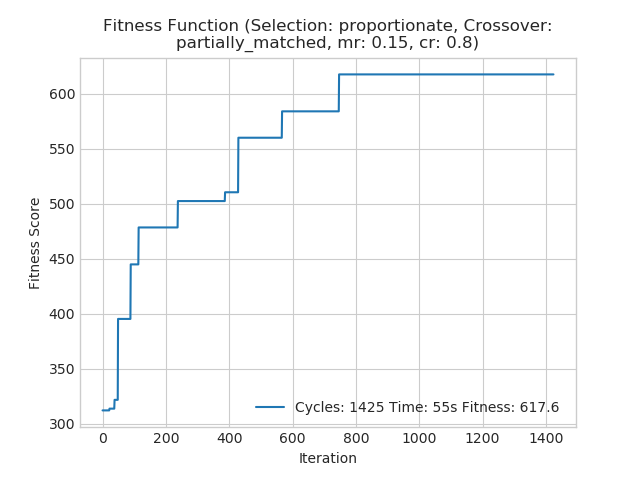 Fitness Function (Selection: proportionate, Crossover:
partially_matched, mr: 0.15, cr: 0.8)
Fitness Score
600
550
500
450
400
350
300
Cycles: 1425 Time: 55s Fitness: 617.6
0 200 400 600 800 1000 1200 1400
Iteration